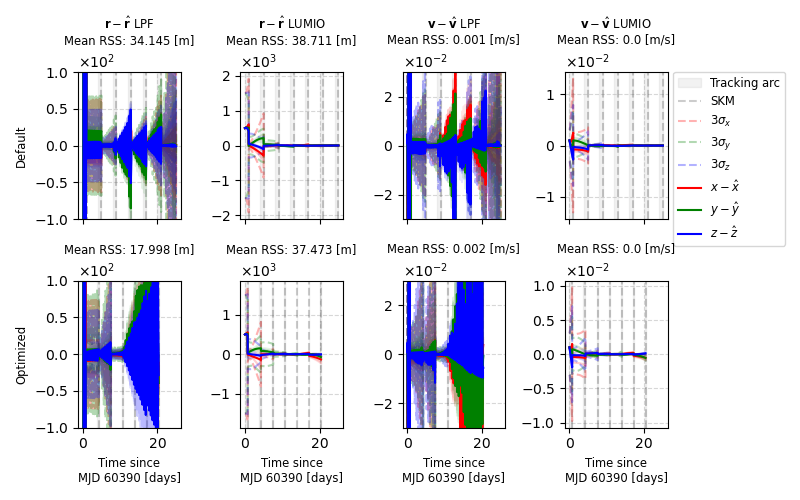 r − r̂ LPF
Mean RSS: 34.145 [m]
r − r̂ LUMIO
Mean RSS: 38.711 [m]
v − v̂ LPF
Mean RSS: 0.001 [m/s]
v − v̂ LUMIO
Mean RSS: 0.0 [m/s]
×10²
1.0
0.5
0.0
−0.5
−1.0
Default
×10³
2
1
0
−1
−2
×10⁻²
2
0
−2
×10⁻²
1
0
−1
Tracking arc
SKM
3σx
3σy
3σz
x − x̂
y − ŷ
z − ẑ
Mean RSS: 17.998 [m]
Mean RSS: 37.473 [m]
Mean RSS: 0.002 [m/s]
Mean RSS: 0.0 [m/s]
×10²
1.0
0.5
0.0
−0.5
−1.0
Optimized
0
20
Time since
MJD 60390 [days]
×10³
1
0
−1
0
20
Time since
MJD 60390 [days]
×10⁻²
2
0
−2
0
20
Time since
MJD 60390 [days]
×10⁻²
1.0
0.5
0.0
−0.5
−1.0
0
20
Time since
MJD 60390 [days]